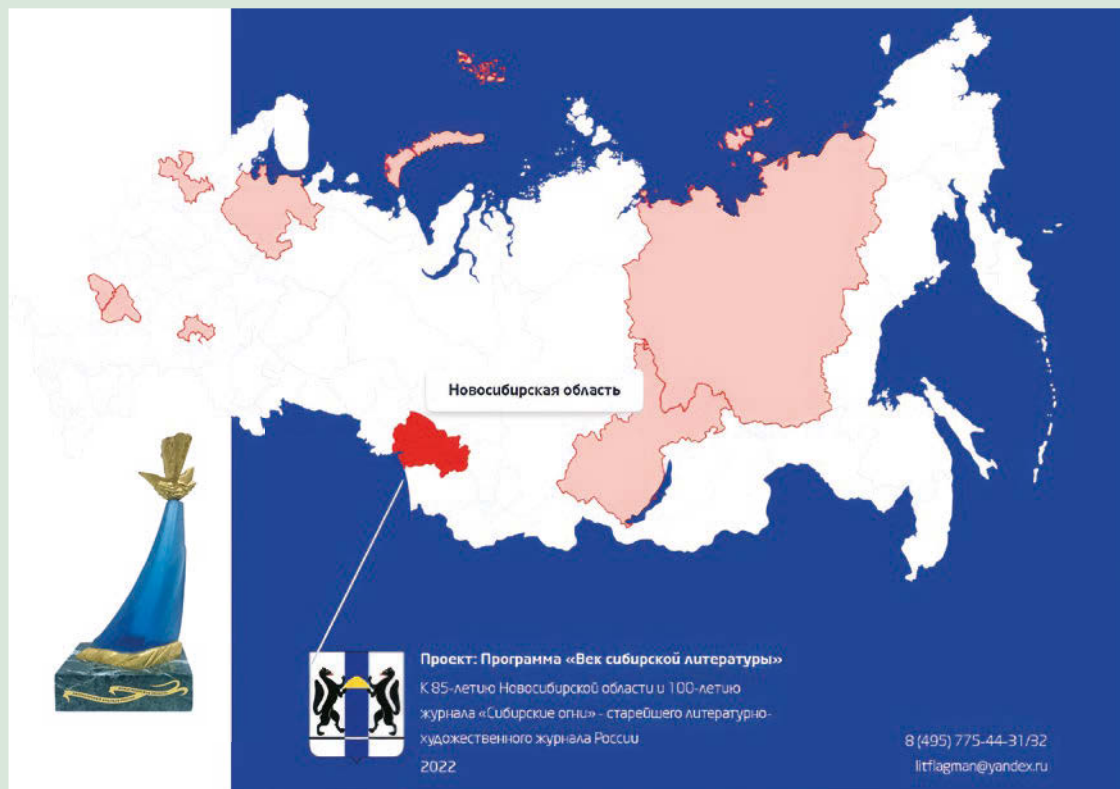 Новосибирская область
Проект: Программа «Век сибирской литературы»
К 85-летию Новосибирской области и 100-летию
журнала «Сибирские огни» - старейшего литературно-
художественного журнала России
2022
8 (495) 775-44-31/32
litflagman@yandex.ru